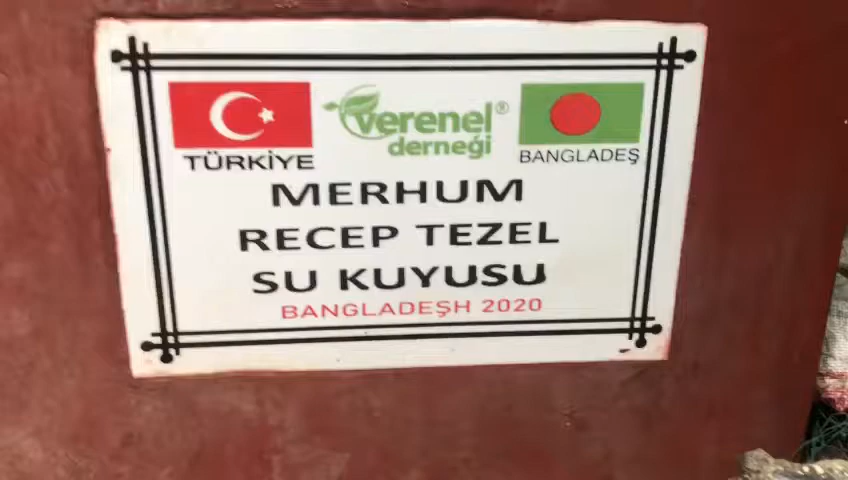 verenel®
derneği
TÜRKİYE
BANGLADEŞ
MERHUM
RECEP TEZEL
SU KUYUSU
BANGLADEŞH 2020